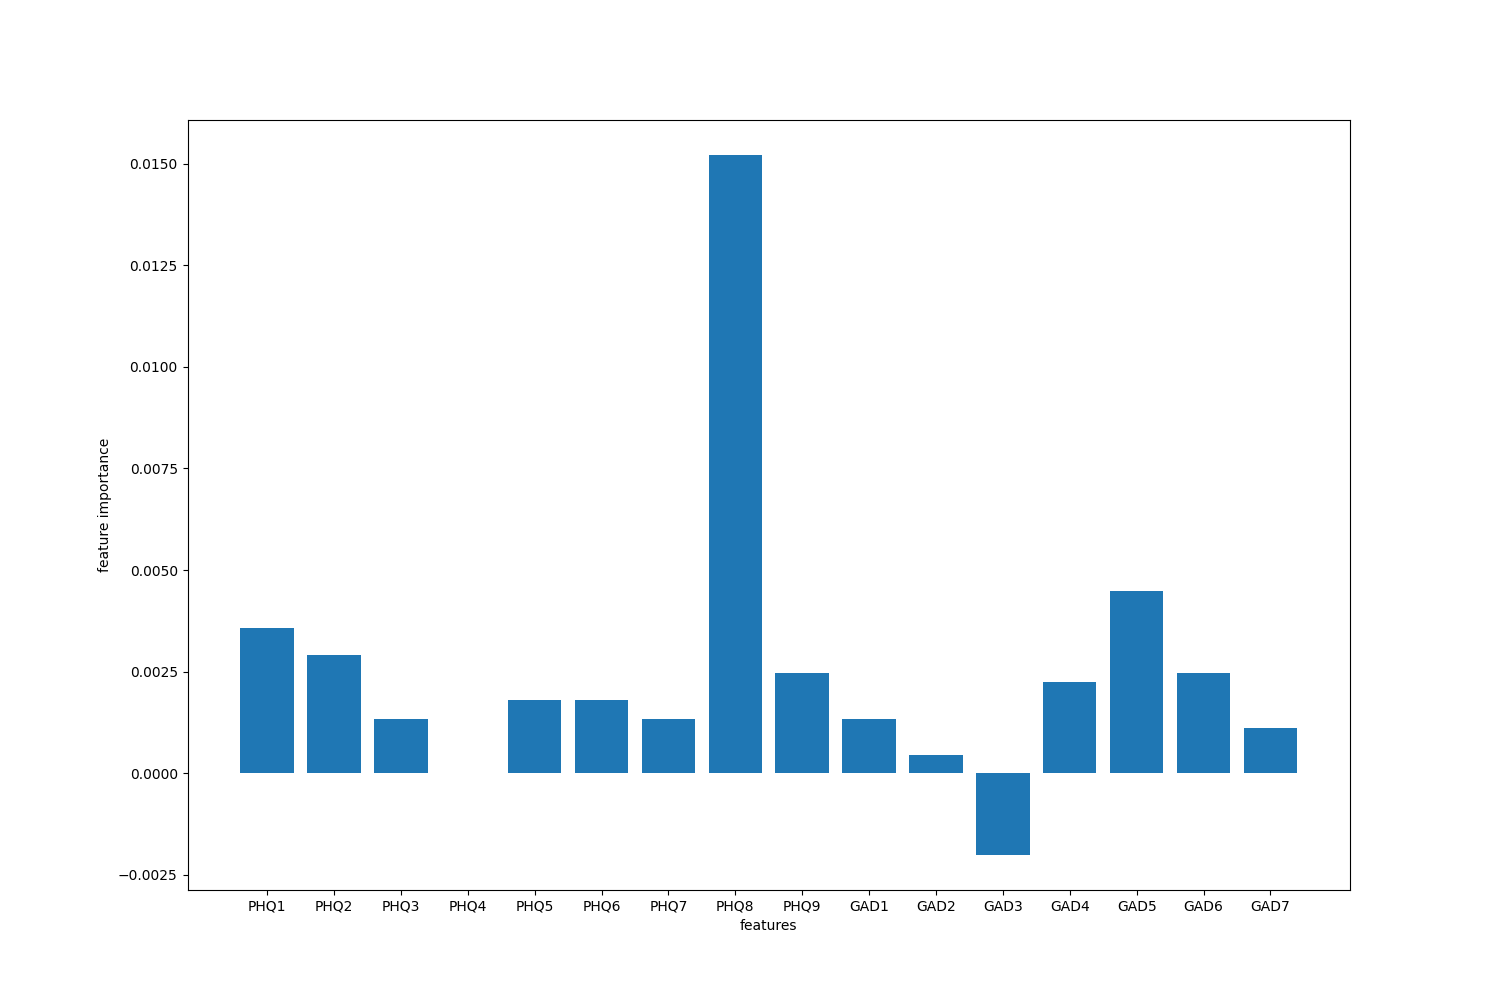 0.0150
0.0125
0.0100
0.0075
0.0050
0.0025
0.0000
−0.0025
feature importance
PHQ1 PHQ2 PHQ3 PHQ4 PHQ5 PHQ6 PHQ7 PHQ8 PHQ9 GAD1 GAD2 GAD3 GAD4 GAD5 GAD6 GAD7
features